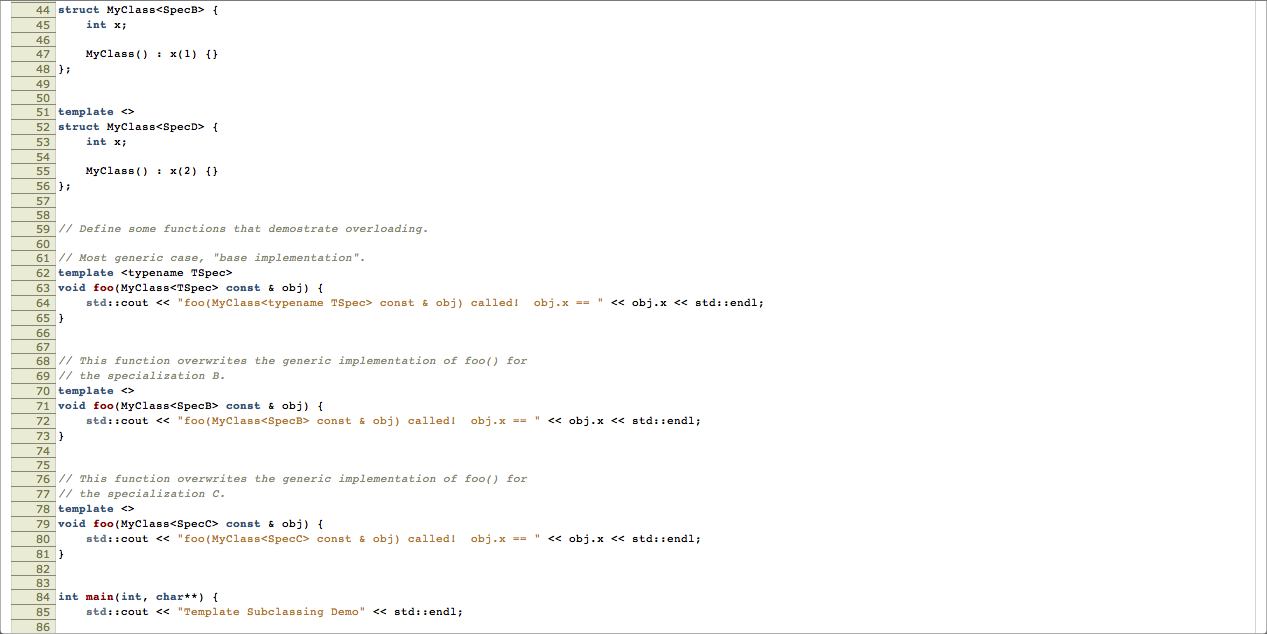 44 struct MyClass<SpecB> {
45     int x;
46
47     MyClass() : x(1) {}
48 };
49
50
51 template <>
52 struct MyClass<SpecD> {
53     int x;
54
55     MyClass() : x(2) {}
56 };
57
58
59 // Define some functions that demostrate overloading.
60
61 // Most generic case, "base implementation".
62 template <typename TSpec>
63 void foo(MyClass<TSpec> const & obj) {
64     std::cout << "foo(MyClass<typename TSpec> const & obj) called!  obj.x == " << obj.x << std::endl;
65 }
66
67
68 // This function overwrites the generic implementation of foo() for
69 // the specialization B.
70 template <>
71 void foo(MyClass<SpecB> const & obj) {
72     std::cout << "foo(MyClass<SpecB> const & obj) called!  obj.x == " << obj.x << std::endl;
73 }
74
75
76 // This function overwrites the generic implementation of foo() for
77 // the specialization C.
78 template <>
79 void foo(MyClass<SpecC> const & obj) {
80     std::cout << "foo(MyClass<SpecC> const & obj) called!  obj.x == " << obj.x << std::endl;
81 }
82
83
84 int main(int, char**) {
85     std::cout << "Template Subclassing Demo" << std::endl;
86